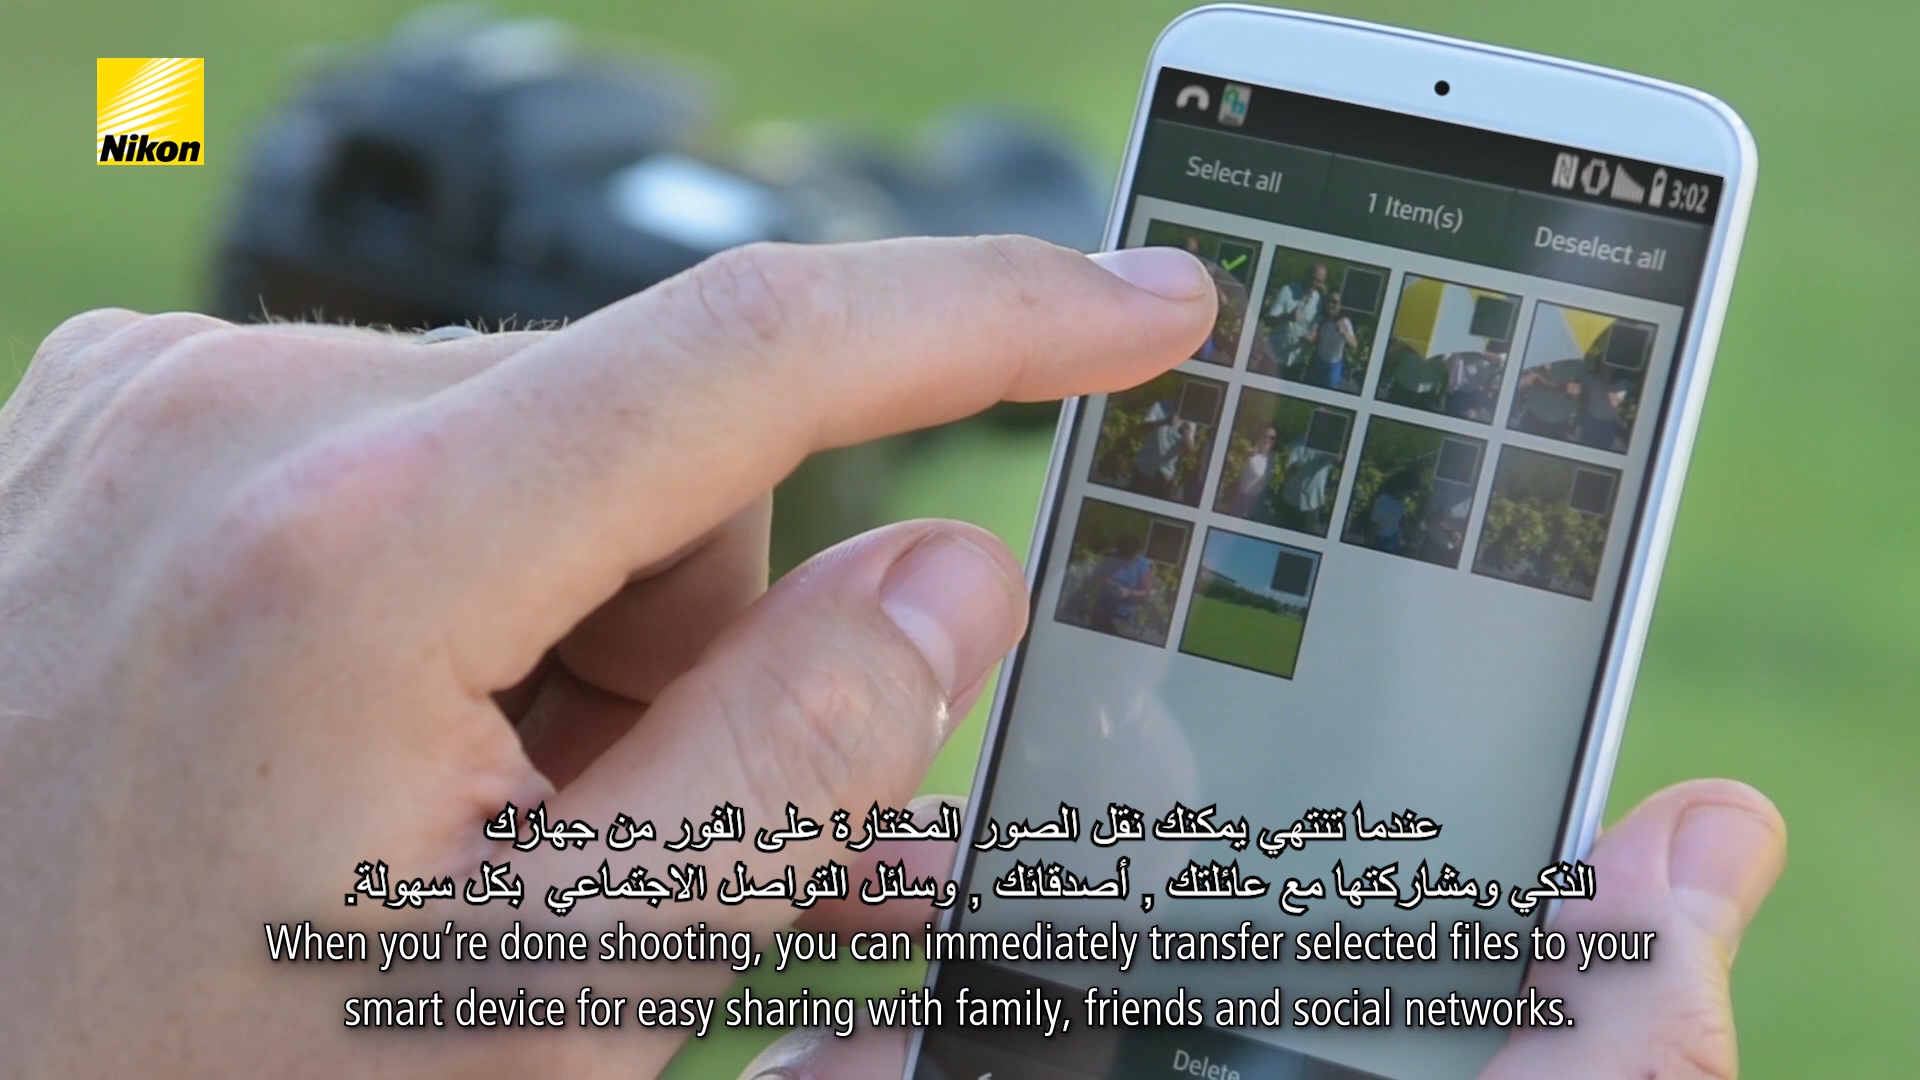 Nikon
3:02
Select all
1 Item(s)
Deselect all
عندما تنتهي يمكنك نقل الصور المختارة على الفور من جهازك
الذكي ومشاركتها مع عائلتك , أصدقائك , وسائل التواصل الاجتماعي بكل سهولة.
When you’re done shooting, you can immediately transfer selected files to your
smart device for easy sharing with family, friends and social networks.
Delete